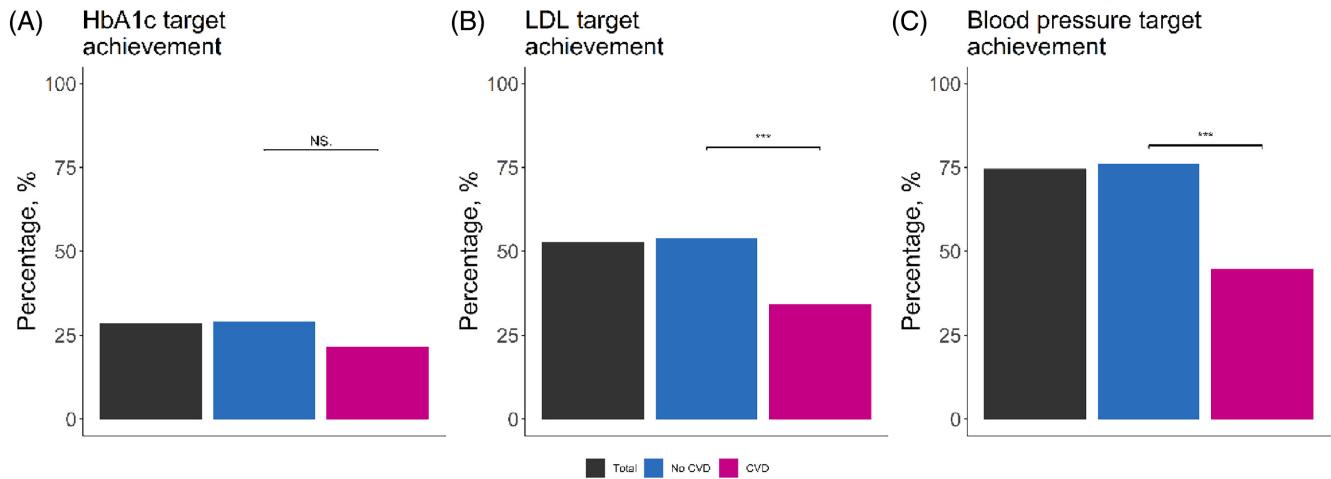 (A)
HbA1c target
achievement
Percentage, %
100
75
50
25
0
NS.
(B)
LDL target
achievement
Percentage, %
100
75
50
25
0
***
(C)
Blood pressure target
achievement
Percentage, %
100
75
50
25
0
***
Total No CVD CVD